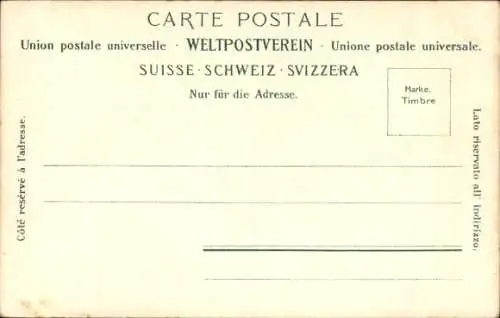 CARTE POSTALE
Union postale universelle · WELTPOSTVEREIN · Unione postale universale.
SUISSE · SCHWEIZ · SVIZZERA
Nur für die Adresse.
Marke.
Timbre
Côté resérvé à l'adresse.
Lato riservato all' indirizzo.